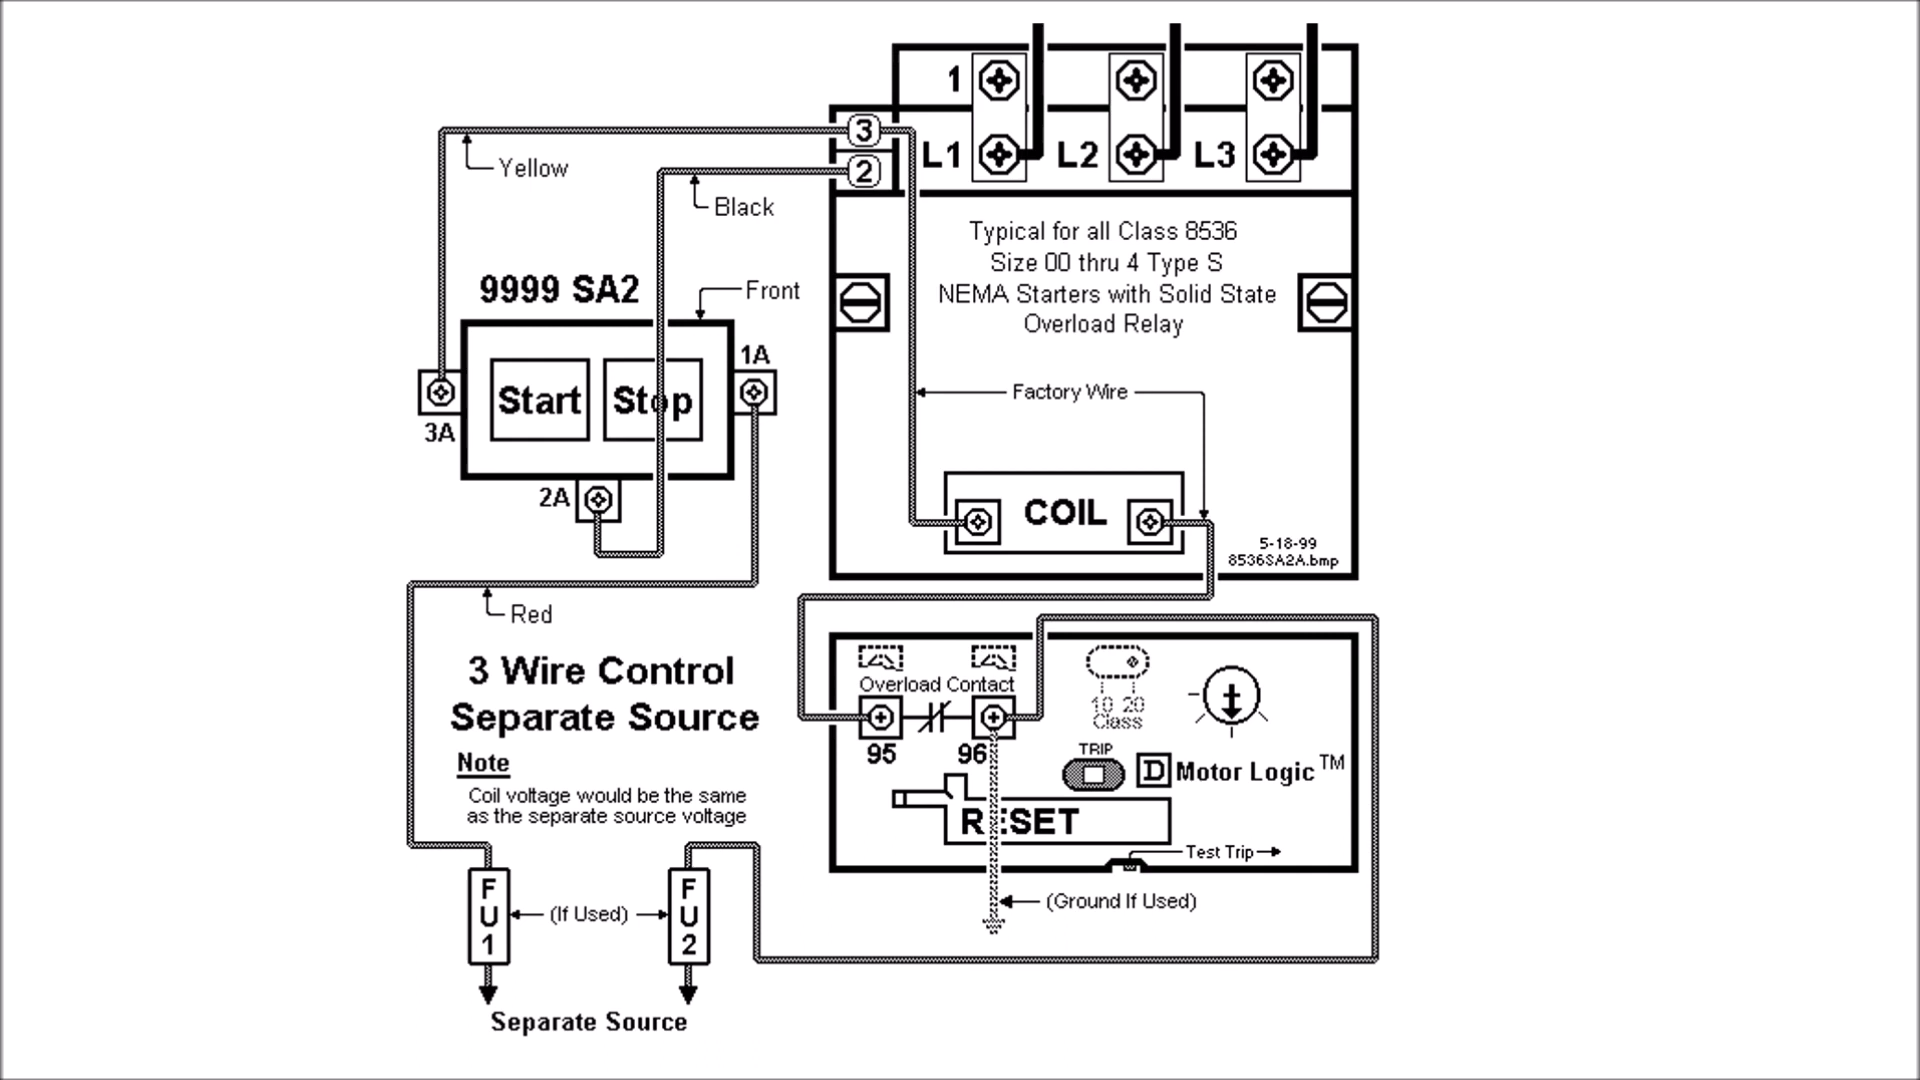 1
3
L1
L2
L3
2
Yellow
Black
Typical for all Class 8536
Size 00 thru 4 Type S
NEMA Starters with Solid State
Overload Relay
9999 SA2
Front
1A
Start
Stop
3A
Factory Wire
2A
COIL
5-18-99
8536SA2A.bmp
Red
3 Wire Control
Separate Source
Note
Coil voltage would be the same
as the separate source voltage
Overload Contact
10 20
Class
95
96
TRIP
D Motor Logic™
RESET
Test Trip
FU1
(If Used)
FU2
(Ground If Used)
Separate Source